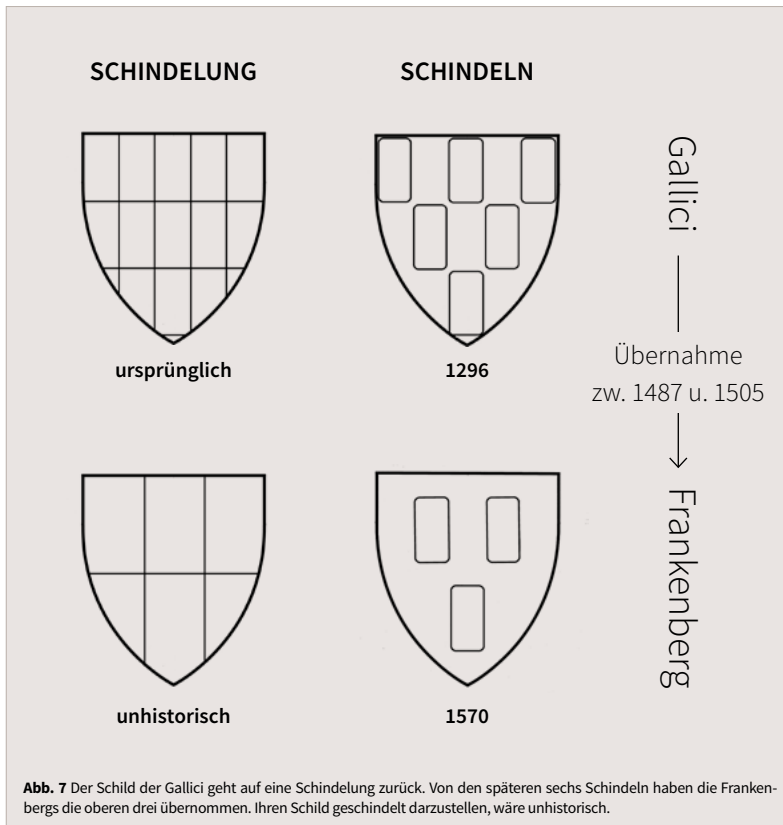 SCHINDELUNG
SCHINDELN
ursprünglich
1296
Gallici
Übernahme
zw. 1487 u. 1505
Frankenberg
unhistorisch
1570
Abb. 7 Der Schild der Gallici geht auf eine Schindelung zurück. Von den späteren sechs Schindeln haben die Franken-
bergs die oberen drei übernommen. Ihren Schild geschindelt darzustellen, wäre unhistorisch.